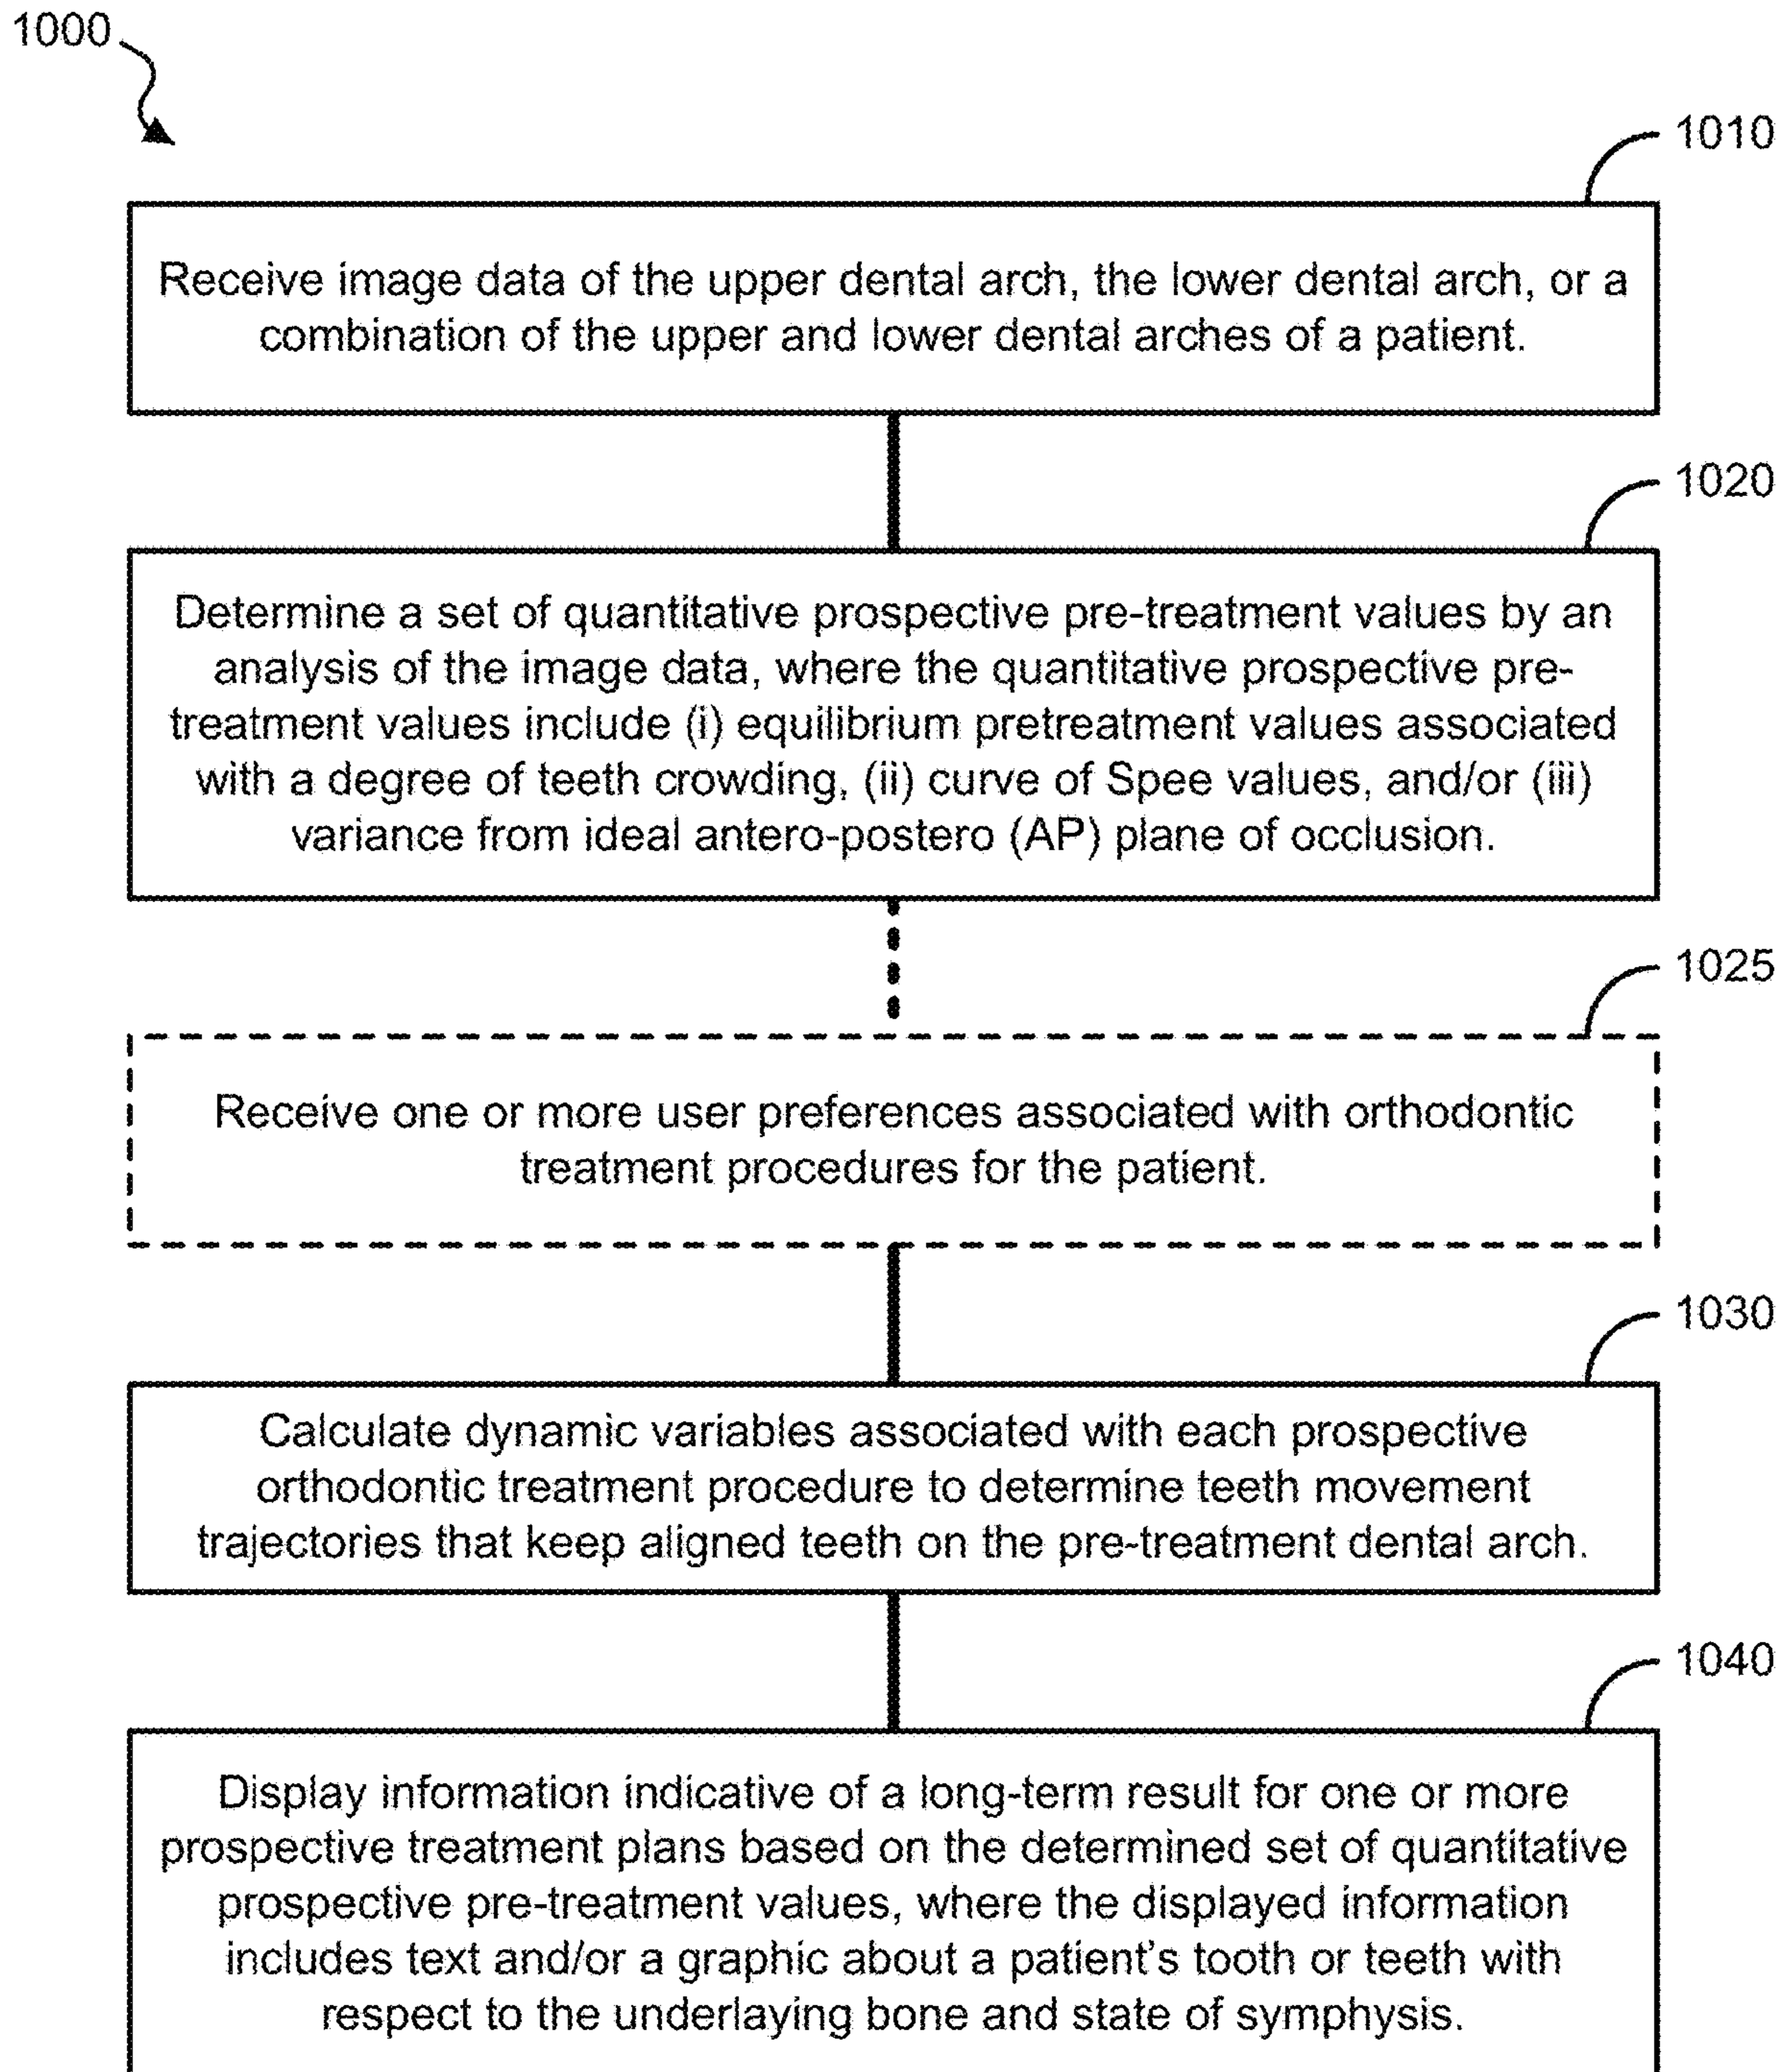 1000
1010
Receive image data of the upper dental arch, the lower dental arch, or a
combination of the upper and lower dental arches of a patient.
1020
Determine a set of quantitative prospective pre-treatment values by an
analysis of the image data, where the quantitative prospective pre-
treatment values include (i) equilibrium pretreatment values associated
with a degree of teeth crowding, (ii) curve of Spee values, and/or (iii)
variance from ideal antero-postero (AP) plane of occlusion.
1025
Receive one or more user preferences associated with orthodontic
treatment procedures for the patient.
1030
Calculate dynamic variables associated with each prospective
orthodontic treatment procedure to determine teeth movement
trajectories that keep aligned teeth on the pre-treatment dental arch.
1040
Display information indicative of a long-term result for one or more
prospective treatment plans based on the determined set of quantitative
prospective pre-treatment values, where the displayed information
includes text and/or a graphic about a patient's tooth or teeth with
respect to the underlaying bone and state of symphysis.